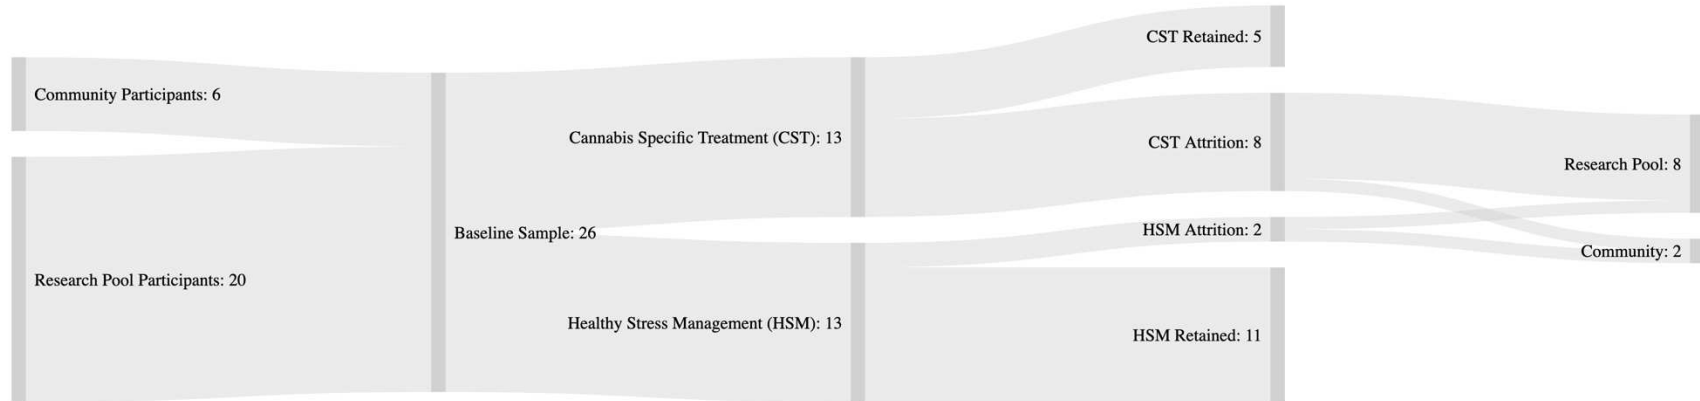 Community Participants: 6
Research Pool Participants: 20
Baseline Sample: 26
Cannabis Specific Treatment (CST): 13
Healthy Stress Management (HSM): 13
CST Retained: 5
CST Attrition: 8
HSM Attrition: 2
HSM Retained: 11
Research Pool: 8
Community: 2